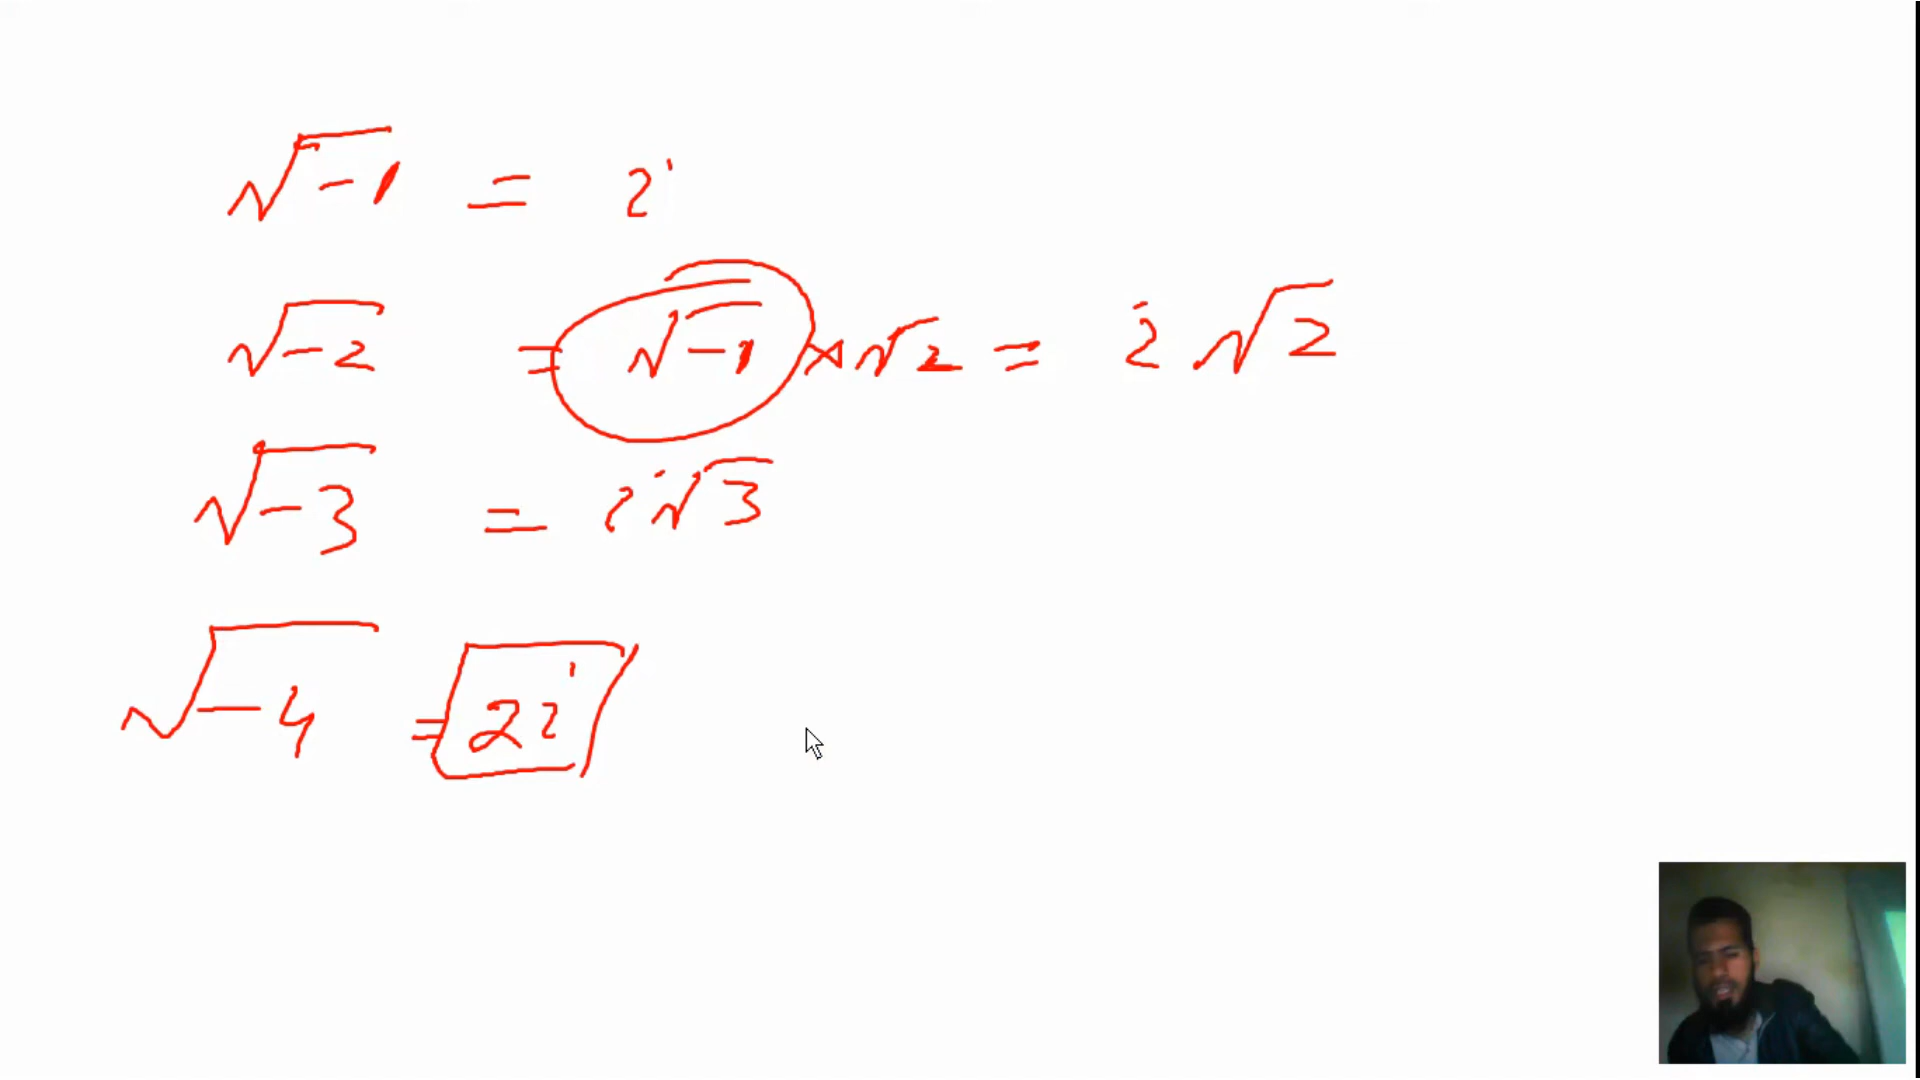 √-1 = i
√-2 = √-1 × √2 = i√2
√-3 = i√3
√-4 = 2i